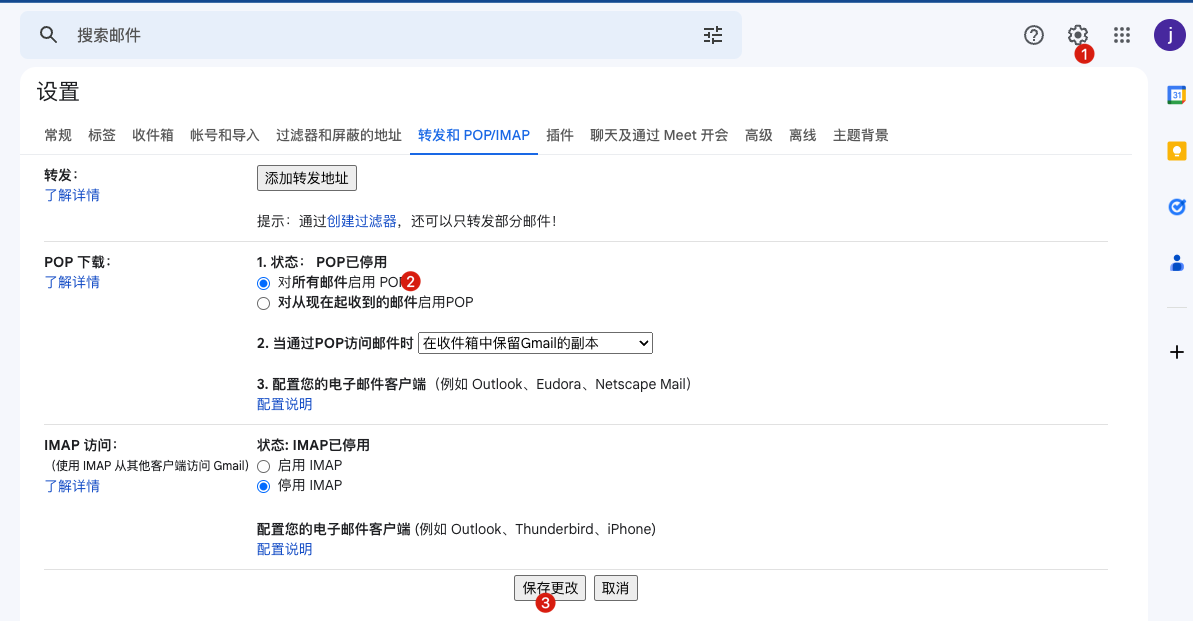 搜索邮件
1
j
设置
31
常规 标签 收件箱 帐号和导入 过滤器和屏蔽的地址 转发和 POP/IMAP 插件 聊天及通过 Meet 开会 高级 离线 主题背景
转发： 添加转发地址
了解详情
提示：通过创建过滤器，还可以只转发部分邮件！
POP 下载： 1. 状态： POP已停用
了解详情 对所有邮件启用 PO 2
对从现在起收到的邮件启用POP
2. 当通过POP访问邮件时 在收件箱中保留Gmail的副本
3. 配置您的电子邮件客户端（例如 Outlook、Eudora、Netscape Mail）
配置说明
IMAP 访问： 状态: IMAP已停用
（使用 IMAP 从其他客户端访问 Gmail） 启用 IMAP
了解详情 停用 IMAP
配置您的电子邮件客户端 (例如 Outlook、Thunderbird、iPhone)
配置说明
保存更改 取消
3